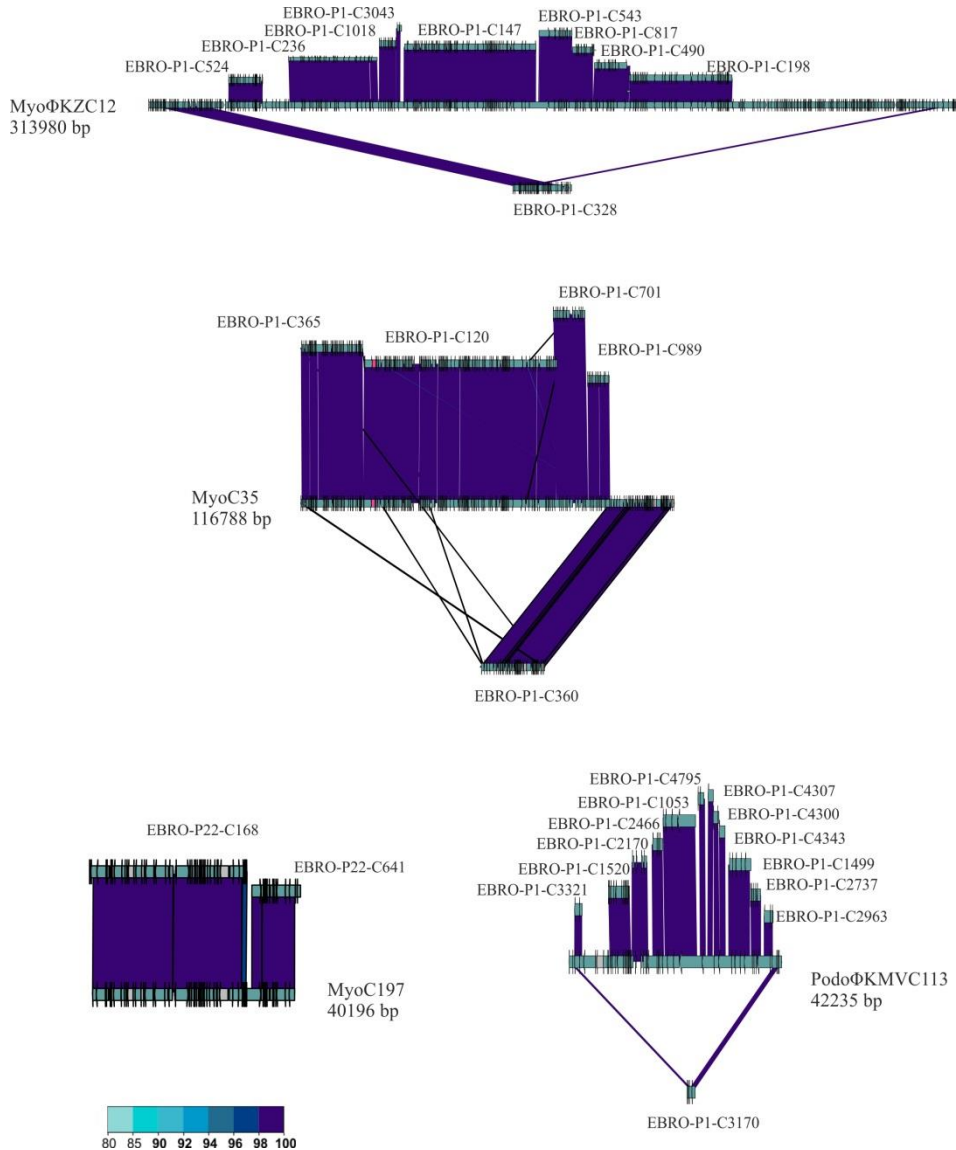 EBRO-P1-C3043
EBRO-P1-C543
EBRO-P1-C1018
EBRO-P1-C147
EBRO-P1-C817
EBRO-P1-C236
EBRO-P1-C490
EBRO-P1-C524
EBRO-P1-C198
MyoΦKZC12
313980 bp
EBRO-P1-C328
EBRO-P1-C701
EBRO-P1-C365
EBRO-P1-C120
EBRO-P1-C989
MyoC35
116788 bp
EBRO-P1-C360
EBRO-P22-C168
EBRO-P22-C641
MyoC197
40196 bp
EBRO-P1-C4795
EBRO-P1-C4307
EBRO-P1-C1053
EBRO-P1-C4300
EBRO-P1-C2466
EBRO-P1-C4343
EBRO-P1-C2170
EBRO-P1-C1520
EBRO-P1-C1499
EBRO-P1-C3321
EBRO-P1-C2737
EBRO-P1-C2963
PodoΦKMVC113
42235 bp
EBRO-P1-C3170
80 85 90 92 94 96 98 100